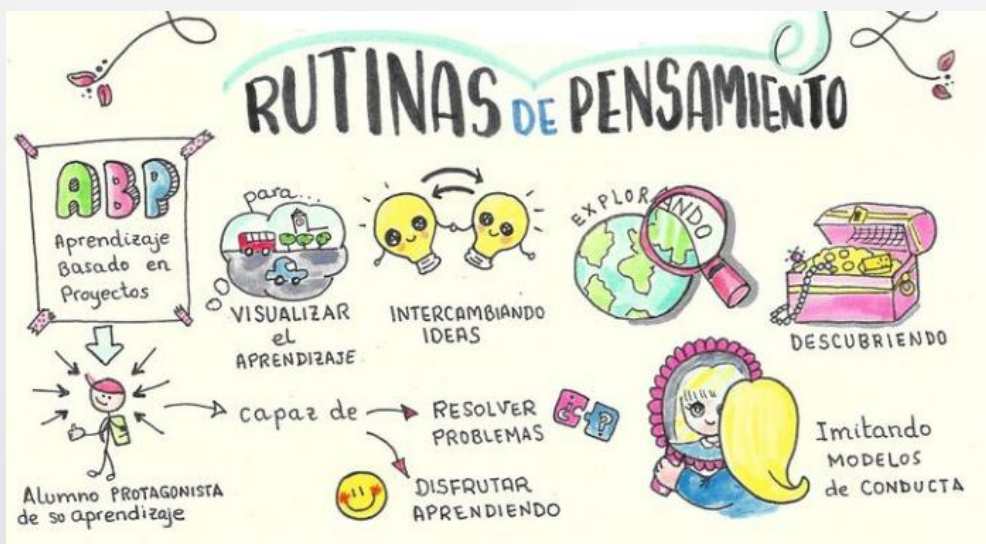 RUTINAS DE PENSAMIENTO
ABP
Aprendizaje
Basado en
Proyectos
para...
VISUALIZAR
el
APRENDIZAJE
INTERCAMBIANDO
IDEAS
EXPLORANDO
DESCUBRIENDO
Alumno PROTAGONISTA
de su aprendizaje
capaz de
RESOLVER
PROBLEMAS
¿ ?
DISFRUTAR
APRENDIENDO
Imitando
MODELOS
de CONDUCTA